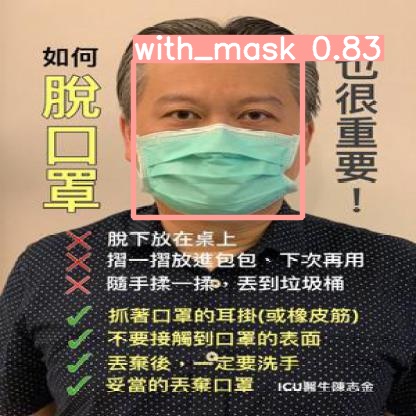 with_mask 0.83
如何
脫口罩
也很重要！
脫下放在桌上
摺一摺放進包包、下次再用
隨手揉一揉，丟到垃圾桶
抓著口罩的耳掛(或橡皮筋)
不要接觸到口罩的表面
丟棄後，一定要洗手
妥當的丟棄口罩
ICU醫生陳志金